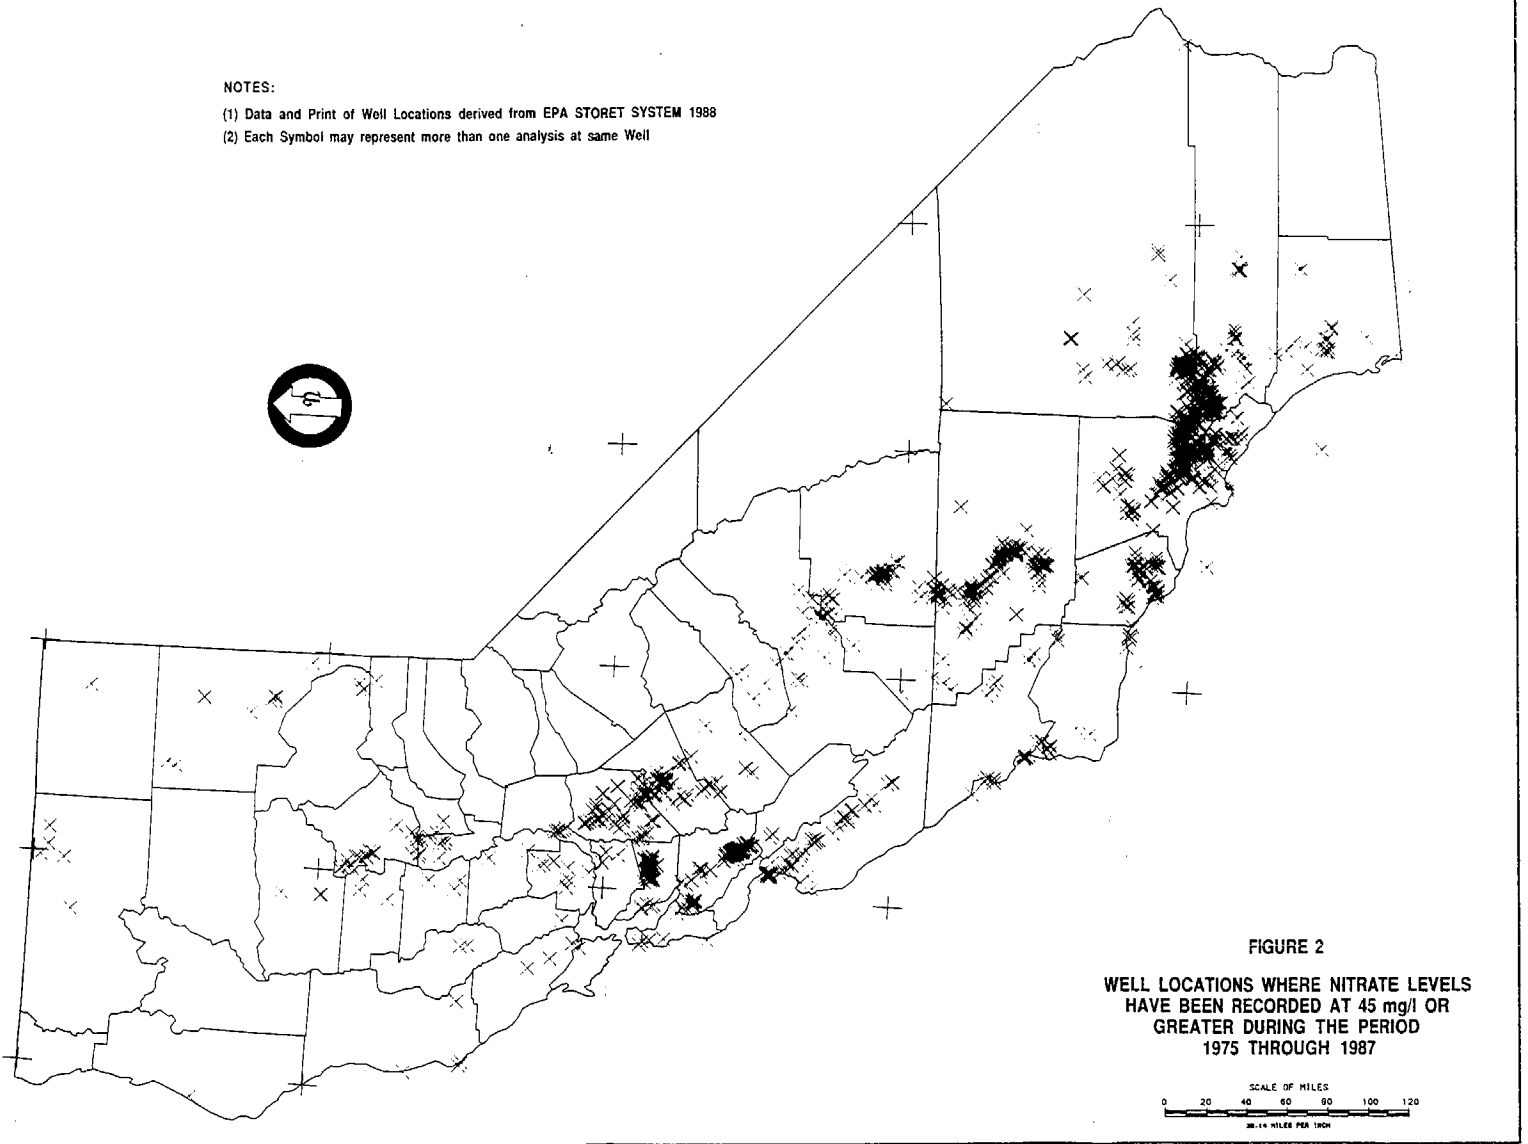 NOTES:
(1) Data and Print of Well Locations derived from EPA STORET SYSTEM 1988
(2) Each Symbol may represent more than one analysis at same Well
FIGURE 2
WELL LOCATIONS WHERE NITRATE LEVELS
HAVE BEEN RECORDED AT 45 mg/l OR
GREATER DURING THE PERIOD
1975 THROUGH 1987
SCALE OF MILES
0 20 40 60 80 100 120
MILES PER INCH